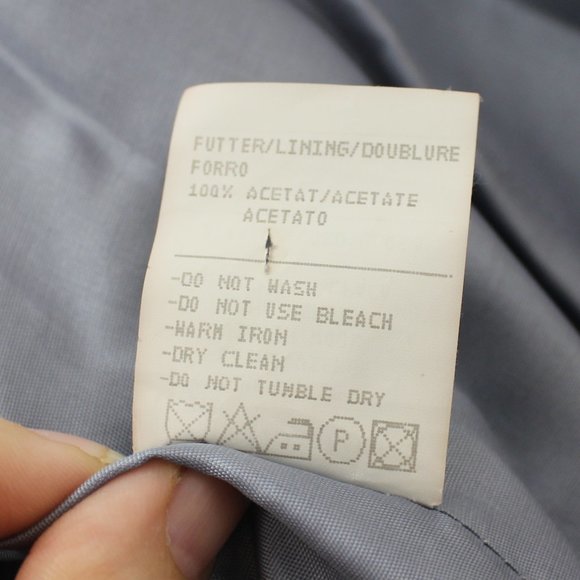 FUTTER/LINING/DOUBLURE
FORRO
100% ACETAT/ACETATE
ACETATO
-DO NOT WASH
-DO NOT USE BLEACH
-WARM IRON
-DRY CLEAN
-DO NOT TUMBLE DRY
P